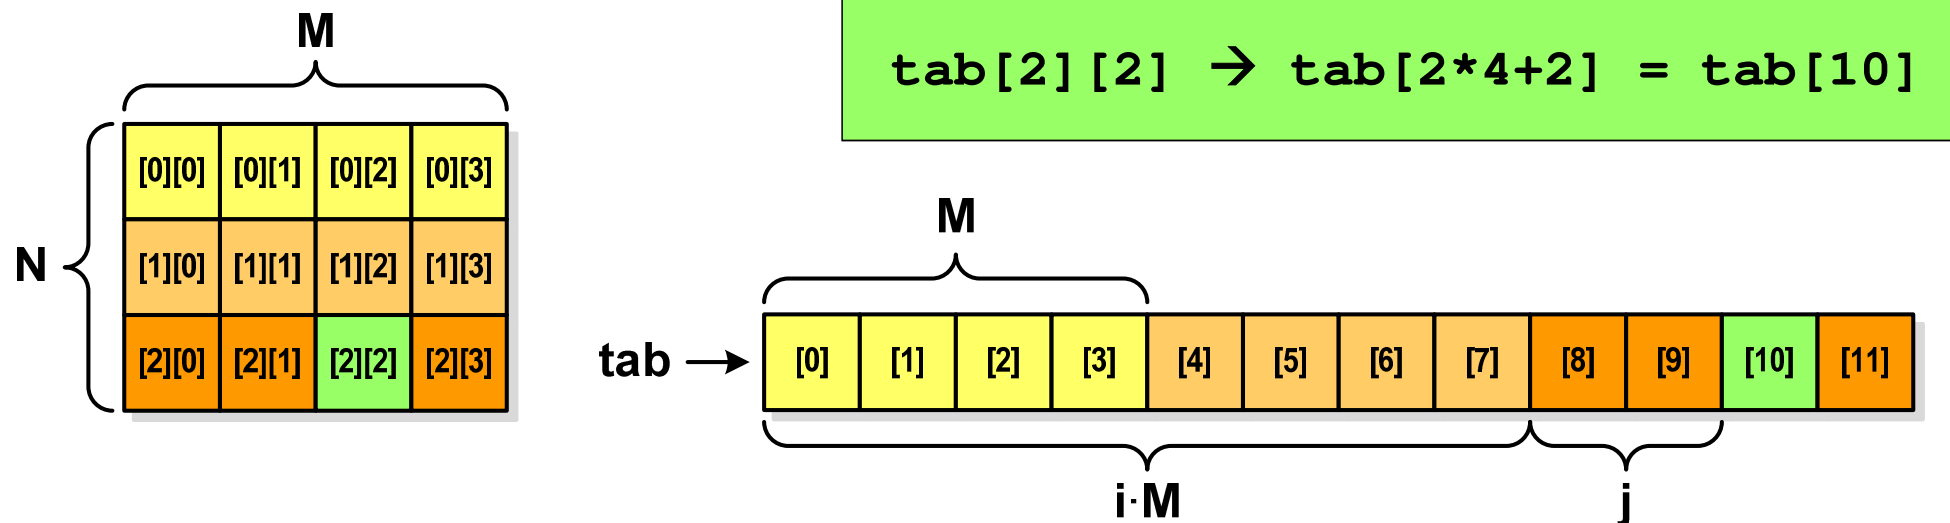 M
tab[2][2] → tab[2*4+2] = tab[10]
N
[0][0] [0][1] [0][2] [0][3]
[1][0] [1][1] [1][2] [1][3]
[2][0] [2][1] [2][2] [2][3]
M
tab → [0] [1] [2] [3] [4] [5] [6] [7] [8] [9] [10] [11]
i·M j